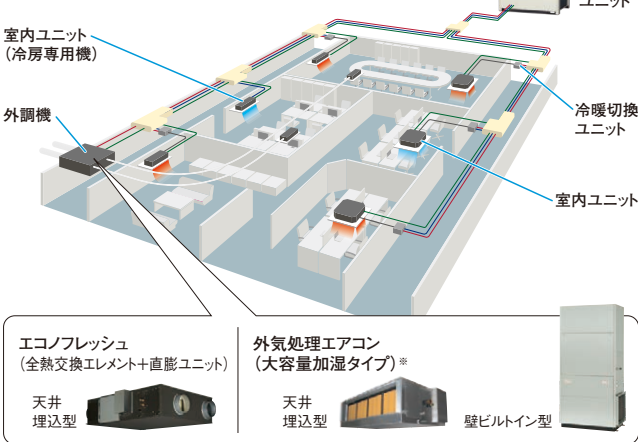 ユニット
室内ユニット
（冷房専用機）
外調機
冷暖切換
ユニット
室内ユニット
エコノフレッシュ
（全熱交換エレメント＋直膨ユニット）
天井
埋込型
外気処理エアコン
（大容量加湿タイプ）※
天井
埋込型
壁ビルトイン型